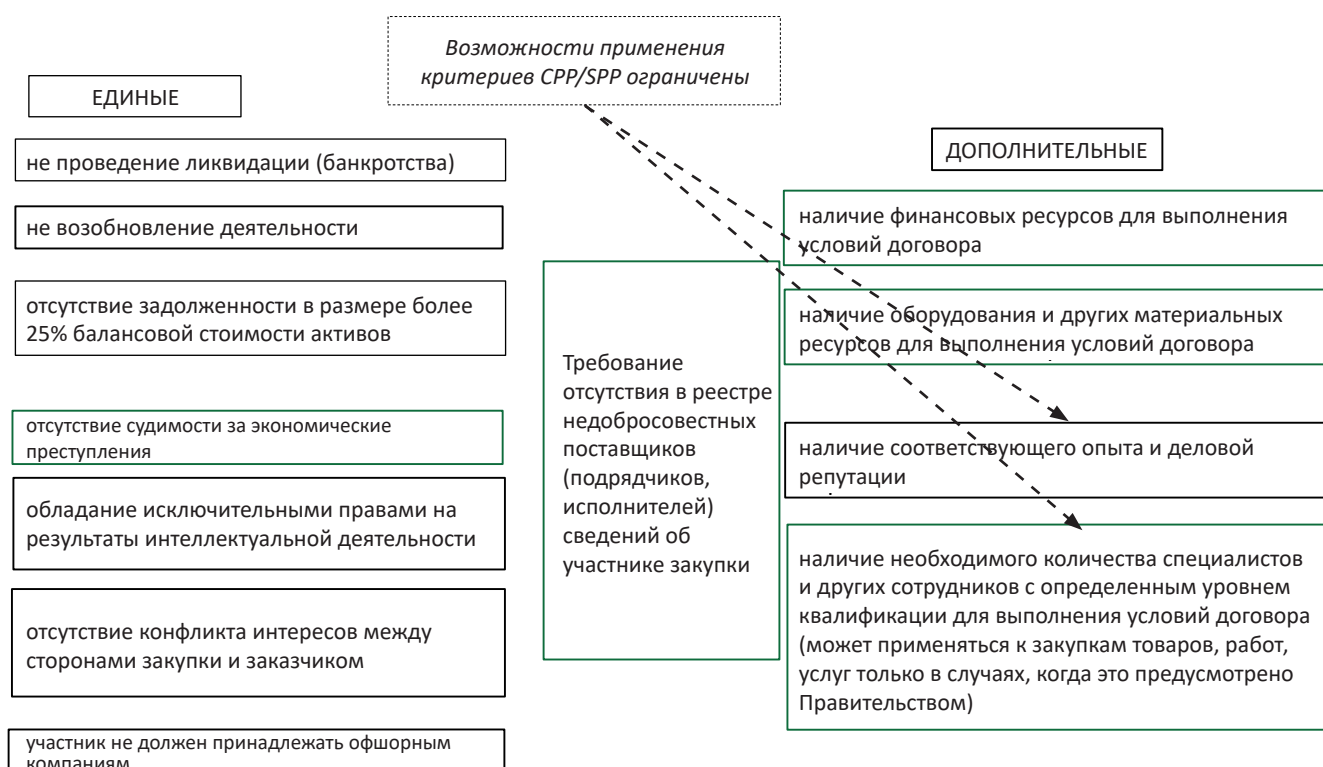 Возможности применения
критериев CPP/SPP ограничены
ЕДИНЫЕ
не проведение ликвидации (банкротства)
не возобновление деятельности
отсутствие задолженности в размере более
25% балансовой стоимости активов
отсутствие судимости за экономические
преступления
обладание исключительными правами на
результаты интеллектуальной деятельности
отсутствие конфликта интересов между
сторонами закупки и заказчиком
участник не должен принадлежать офшорным
компаниям
Требование
отсутствия в реестре
недобросовестных
поставщиков
(подрядчиков,
исполнителей)
сведений об
участнике закупки
ДОПОЛНИТЕЛЬНЫЕ
наличие финансовых ресурсов для выполнения
условий договора
наличие оборудования и других материальных
ресурсов для выполнения условий договора
наличие соответствующего опыта и деловой
репутации
наличие необходимого количества специалистов
и других сотрудников с определенным уровнем
квалификации для выполнения условий договора
(может применяться к закупкам товаров, работ,
услуг только в случаях, когда это предусмотрено
Правительством)